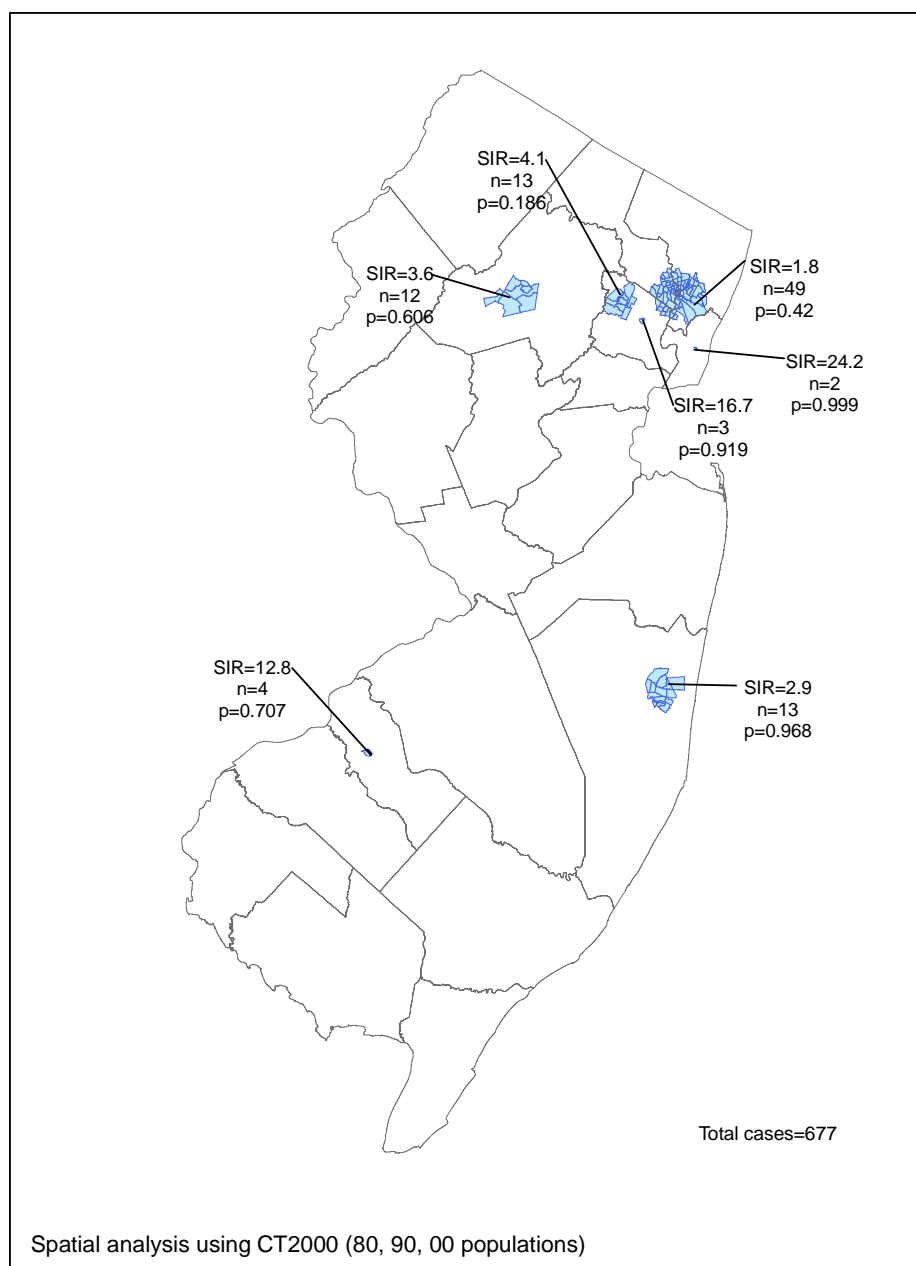 SIR=4.1
n=13
p=0.186
SIR=3.6
n=12
p=0.606
SIR=1.8
n=49
p=0.42
SIR=24.2
n=2
p=0.999
SIR=16.7
n=3
p=0.919
SIR=12.8
n=4
p=0.707
SIR=2.9
n=13
p=0.968
Total cases=677
Spatial analysis using CT2000 (80, 90, 00 populations)